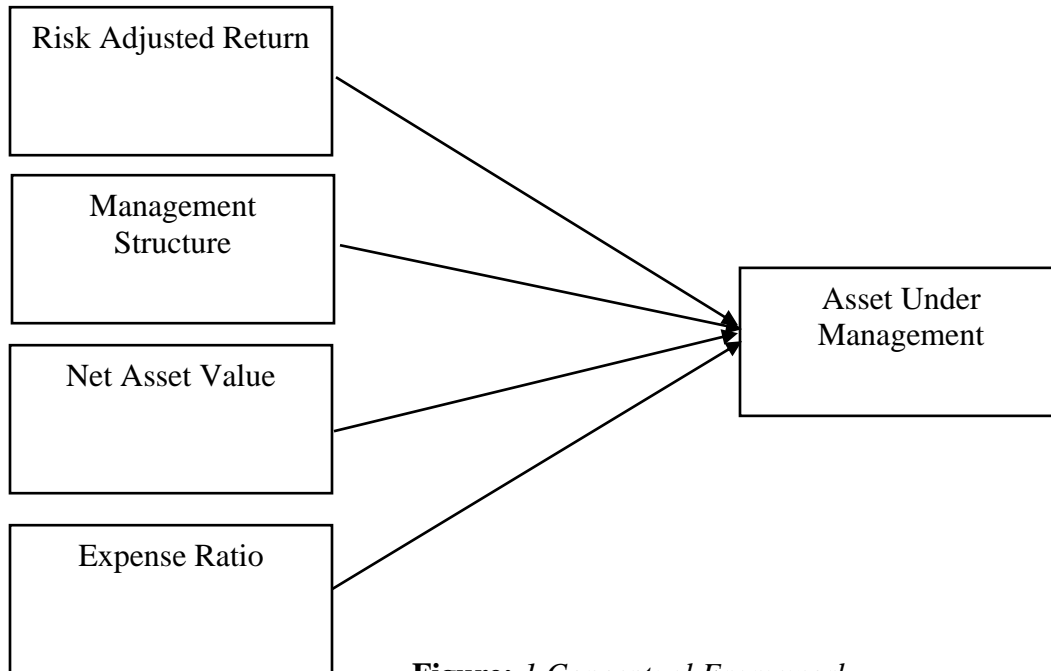 Risk Adjusted Return
Management
Structure
Asset Under
Management
Net Asset Value
Expense Ratio
Figure: 1 Conceptual Framework